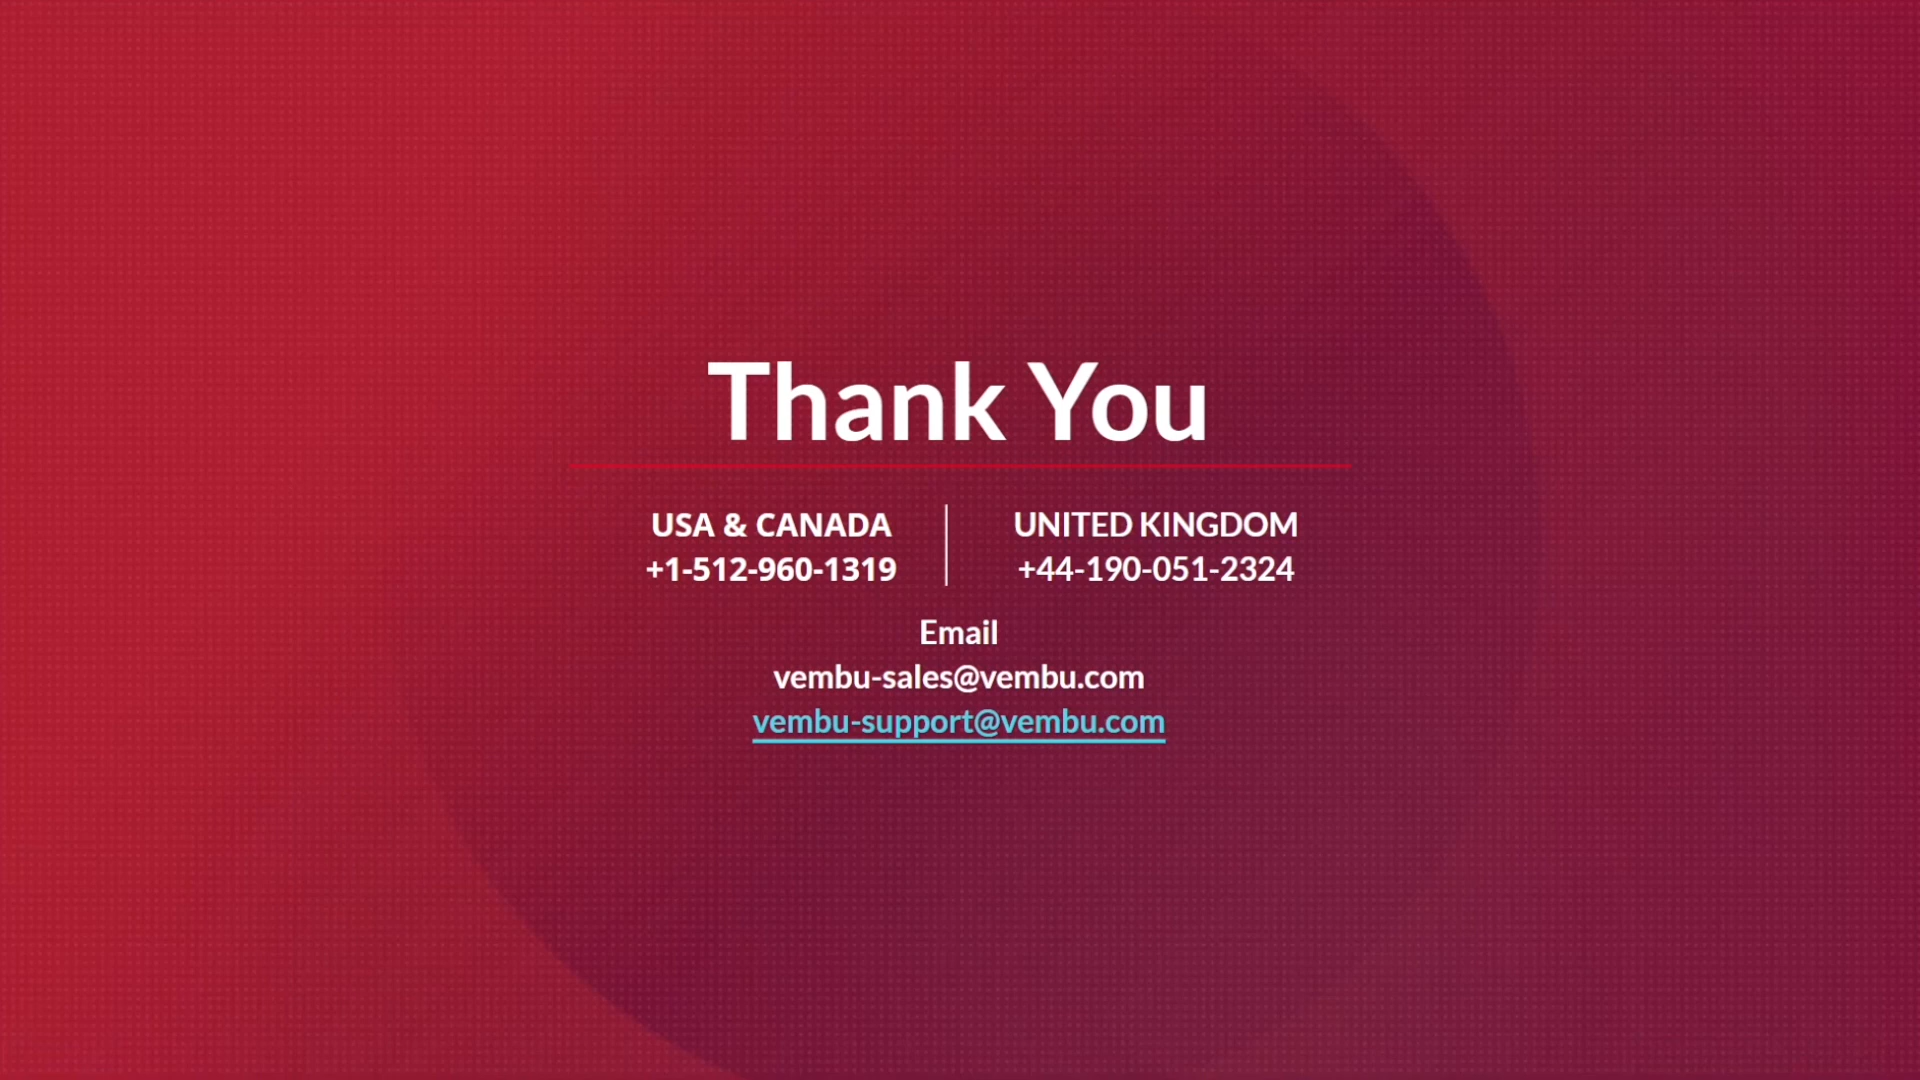 Thank You
USA & CANADA
+1-512-960-1319
UNITED KINGDOM
+44-190-051-2324
Email
vembu-sales@vembu.com
vembu-support@vembu.com